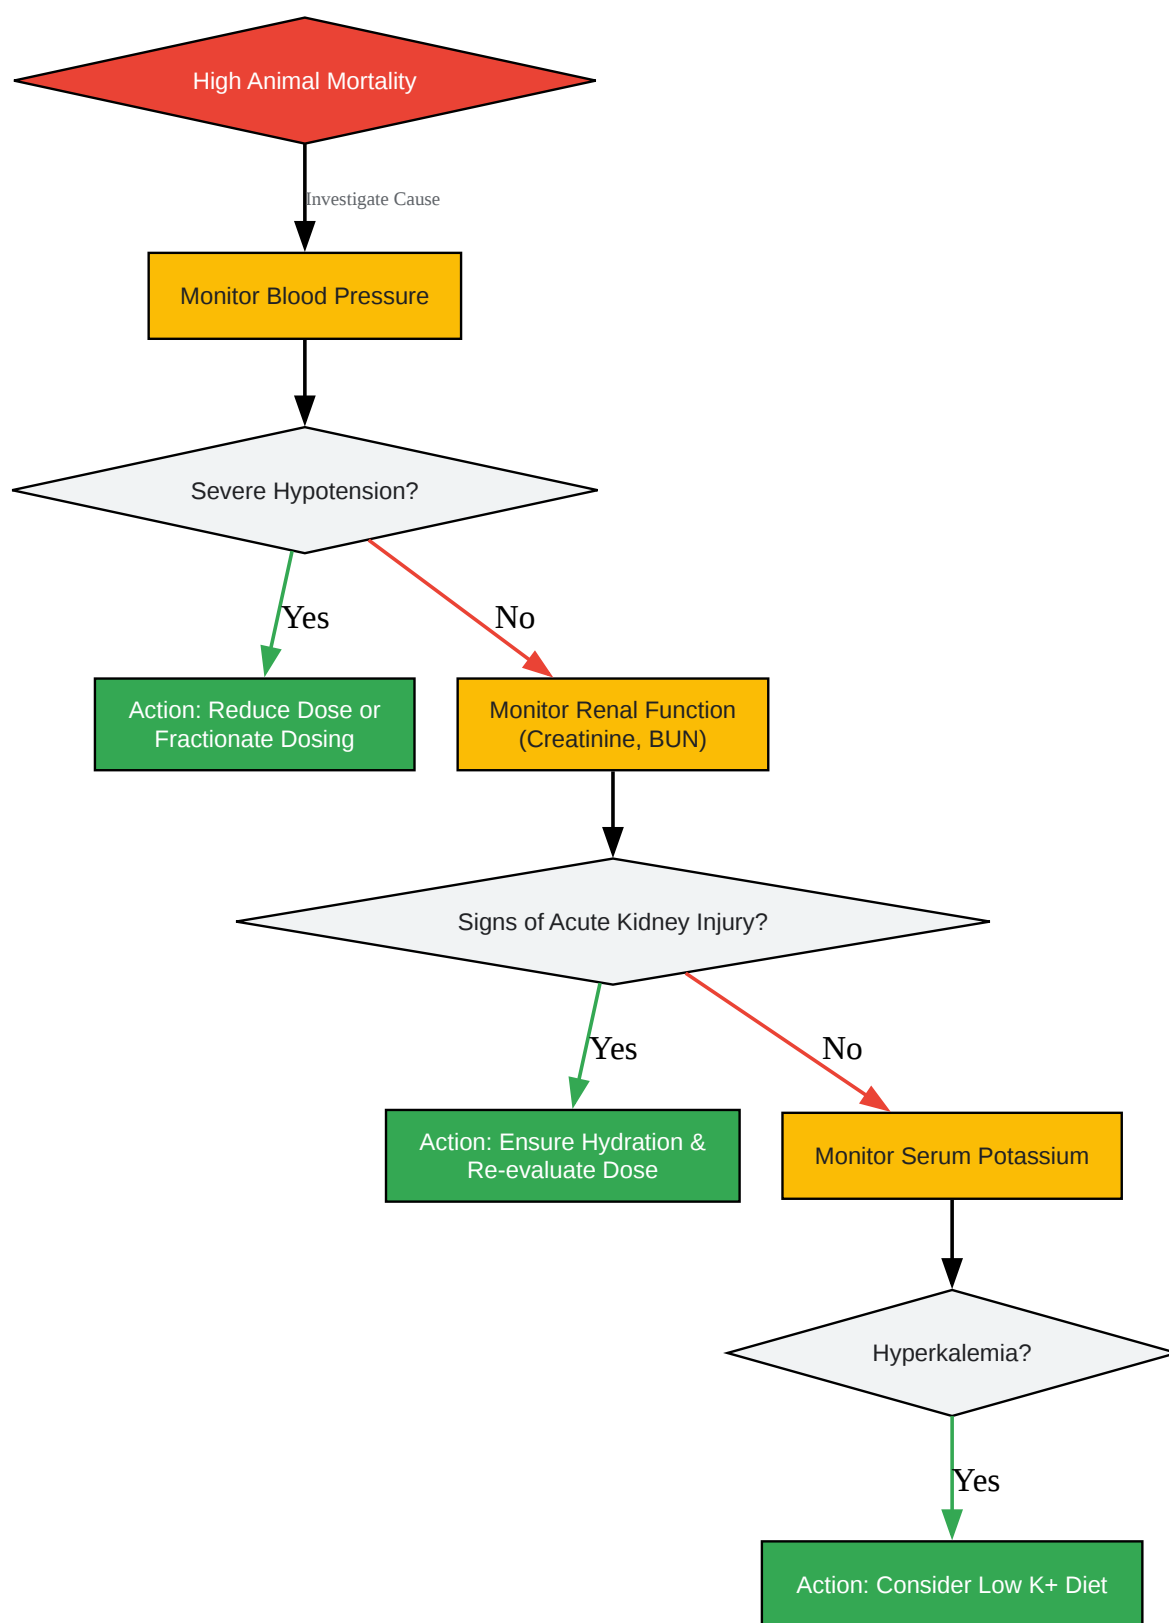 High Animal Mortality
Investigate Cause
Monitor Blood Pressure
Severe Hypotension?
Yes
No
Action: Reduce Dose or
Fractionate Dosing
Monitor Renal Function
(Creatinine, BUN)
Signs of Acute Kidney Injury?
Yes
No
Action: Ensure Hydration &
Re-evaluate Dose
Monitor Serum Potassium
Hyperkalemia?
Yes
Action: Consider Low K+ Diet